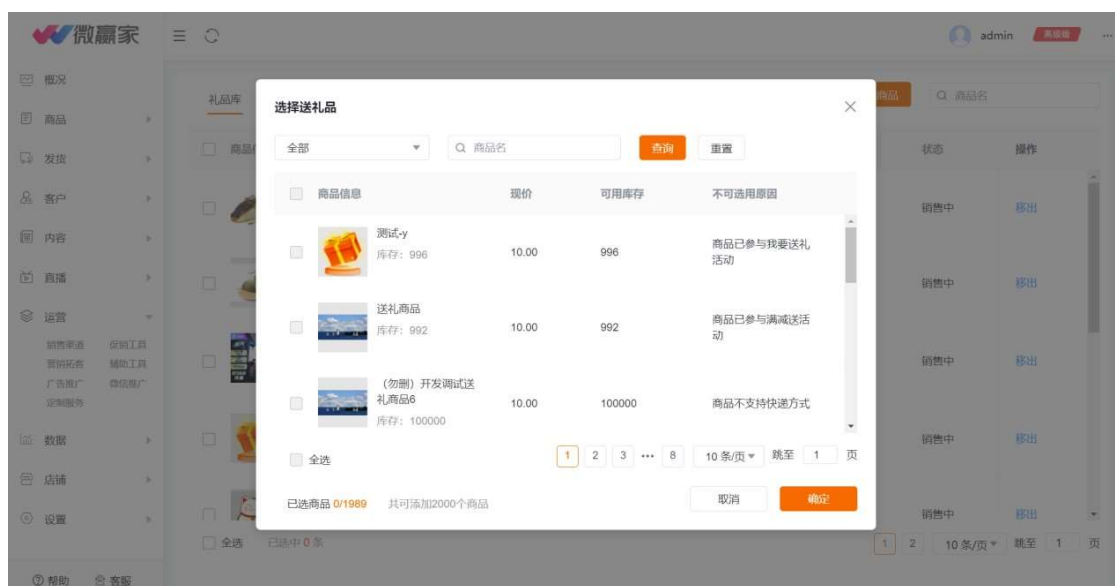 微赢家
admin
高级版
概况
商品
发货
客户
内容
直播
运营
销售渠道 促销工具
营销拓客 辅助工具
广告推广 微信推广
定制服务
数据
店铺
设置
帮助 客服
礼品库
商品
商品名
商品
状态
操作
销售中 移出
销售中 移出
销售中 移出
销售中 移出
销售中 移出
全选 已选中 0 条
1 2 10 条/页 跳至 1 页
选择送礼品
全部
商品名
查询
重置
商品信息 现价 可用库存 不可选用原因
测试-y
库存: 996
10.00
996
商品已参与我要送礼
活动
送礼商品
库存: 992
10.00
992
商品已参与满减送活
动
（勿删）开发调试送
礼商品6
库存: 100000
10.00
100000
商品不支持快递方式
全选
1 2 3 ••• 8 10 条/页 跳至 1 页
已选商品 0/1989 共可添加2000个商品
取消
确定